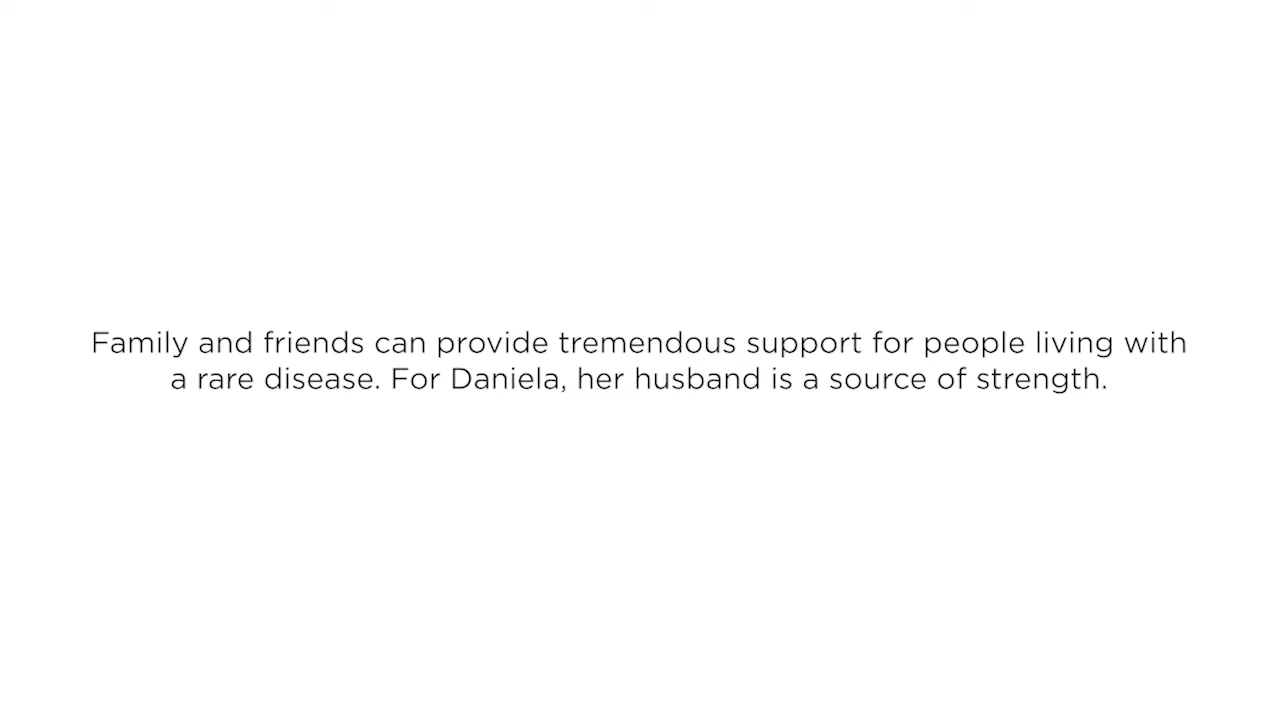 Family and friends can provide tremendous support for people living with
a rare disease. For Daniela, her husband is a source of strength.